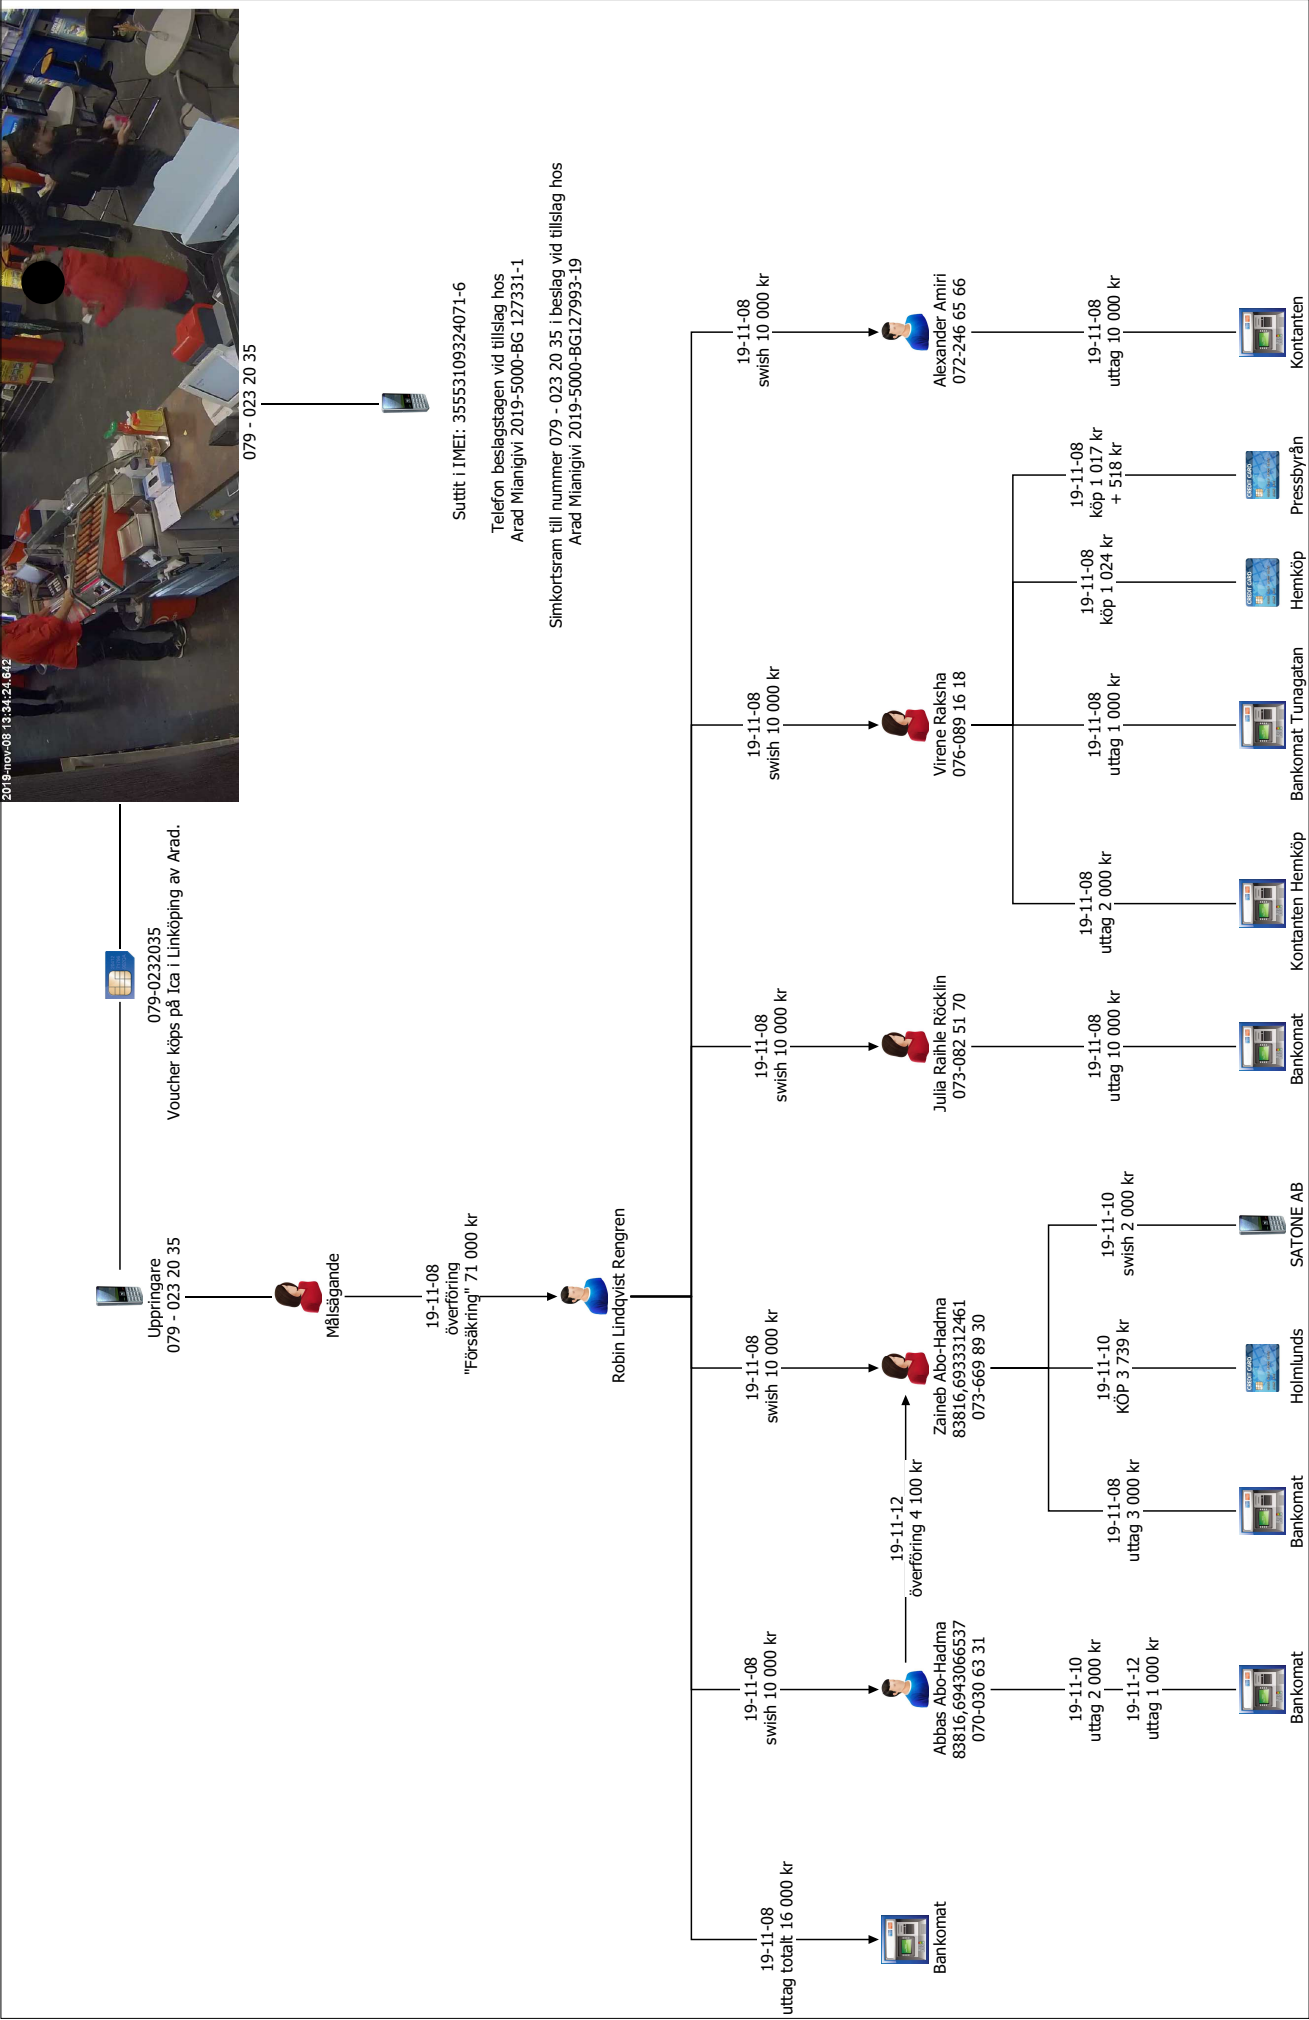 2019-nov-08 13:34:24.642
079-0232035
Voucher köps på Ica i Linköping av Arad.
Uppringare
079 - 023 20 35
079 - 023 20 35
Suttit i IMEI: 35553109324071-6
Telefon beslagstagen vid tillslag hos
Arad Mianigivi 2019-5000-BG 127331-1
Simkortsram till nummer 079 - 023 20 35 i beslag vid tillslag hos
Arad Mianigivi 2019-5000-BG127993-19
Målsägande
19-11-08
överföring
"Försäkring" 71 000 kr
Robin Lindqvist Rengren
19-11-08
uttag totalt 16 000 kr
Bankomat
19-11-08
swish 10 000 kr
Abbas Abo-Hadma
83816,6943066537
070-030 63 31
19-11-12
överföring 4 100 kr
19-11-10
uttag 2 000 kr
19-11-12
uttag 1 000 kr
Bankomat
19-11-08
swish 10 000 kr
Zaineb Abo-Hadma
83816,6933312461
073-669 89 30
19-11-08
uttag 3 000 kr
Bankomat
19-11-10
KÖP 3 739 kr
CREDIT CARD
Holmlunds
19-11-10
swish 2 000 kr
SATONE AB
19-11-08
swish 10 000 kr
Julia Raihle Röcklin
073-082 51 70
19-11-08
uttag 10 000 kr
Bankomat
19-11-08
swish 10 000 kr
Virene Raksha
076-089 16 18
19-11-08
uttag 2 000 kr
Kontanten Hemköp
19-11-08
uttag 1 000 kr
Bankomat Tunagatan
19-11-08
köp 1 024 kr
CREDIT CARD
Hemköp
19-11-08
köp 1 017 kr
+ 518 kr
CREDIT CARD
Pressbyrån
19-11-08
swish 10 000 kr
Alexander Amiri
072-246 65 66
19-11-08
uttag 10 000 kr
Kontanten